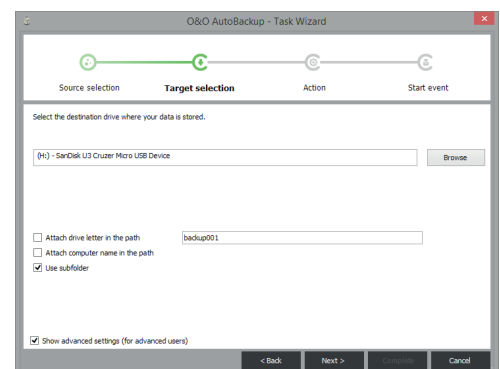 O&O AutoBackup - Task Wizard
Source selection
Target selection
Action
Start event
Select the destination drive where your data is stored.
(H:) - SanDisk U3 Cruzer Micro USB Device
Browse
Attach drive letter in the path
backup001
Attach computer name in the path
Use subfolder
Show advanced settings (for advanced users)
< Back
Next >
Complete
Cancel